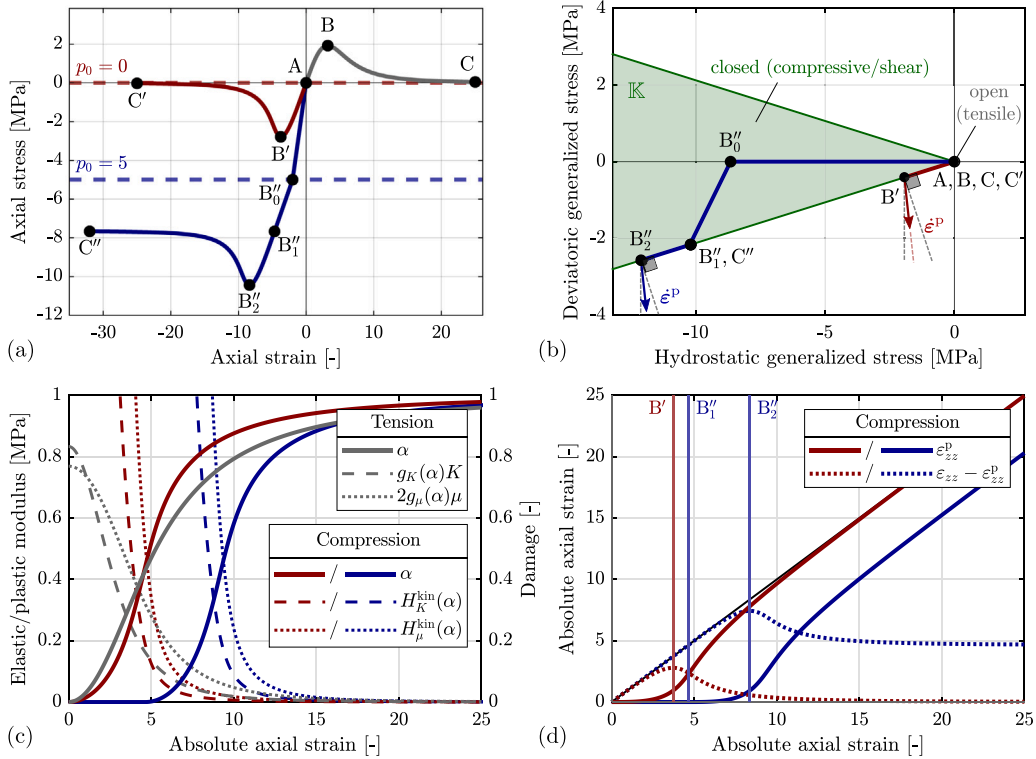 Axial stress [MPa]
2
0
-2
-4
-6
-8
-10
-12
-30
-20
-10
0
10
20
Axial strain [-]
p₀ = 0
p₀ = 5
A
B
C
C′
B′
B″₀
B″₁
B″₂
C″
(a)
Deviatoric generalized stress [MPa]
4
2
0
-2
-4
-10
-5
0
Hydrostatic generalized stress [MPa]
𝕂
closed (compressive/shear)
open
(tensile)
B″₀
A, B, C, C′
B′
ε̇ᵖ
B″₂
B″₁, C″
ε̇ᵖ
(b)
Elastic/plastic modulus [MPa]
1
0.8
0.6
0.4
0.2
0
0
5
10
15
20
25
Absolute axial strain [-]
1
0.8
0.6
0.4
0.2
0
Damage [-]
Tension
α
g_K(α)K
2g_μ(α)μ
Compression
/ α
/ H_K^kin(α)
/ H_μ^kin(α)
(c)
Absolute axial strain [-]
25
20
15
10
5
0
0
5
10
15
20
25
Absolute axial strain [-]
B′
B″₁
B″₂
Compression
/ ε_zz^p
/ ε_zz − ε_zz^p
(d)